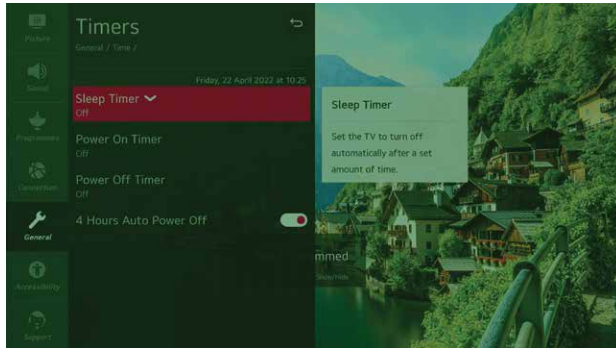 Picture
Timers
General / Time /
Sound
Friday, 22 April 2022 at 10:25
Sleep Timer
Off
Sleep Timer
Set the TV to turn off
automatically after a set
amount of time.
Programmes
Power On Timer
Off
Connection
Power Off Timer
Off
General
4 Hours Auto Power Off
mmed
Show/Hide
Accessibility
Support